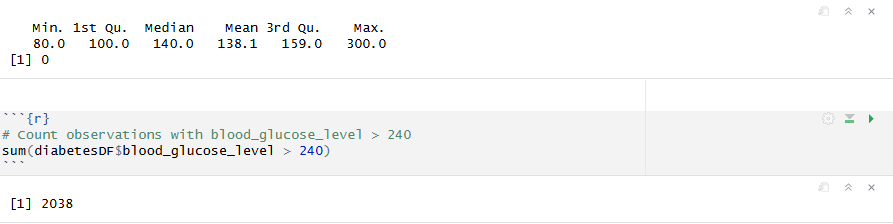 Min. 1st Qu. Median Mean 3rd Qu. Max.
80.0 100.0 140.0 138.1 159.0 300.0
[1] 0
```{r}
# Count observations with blood_glucose_level > 240
sum(diabetesDF$blood_glucose_level > 240)
```
[1] 2038